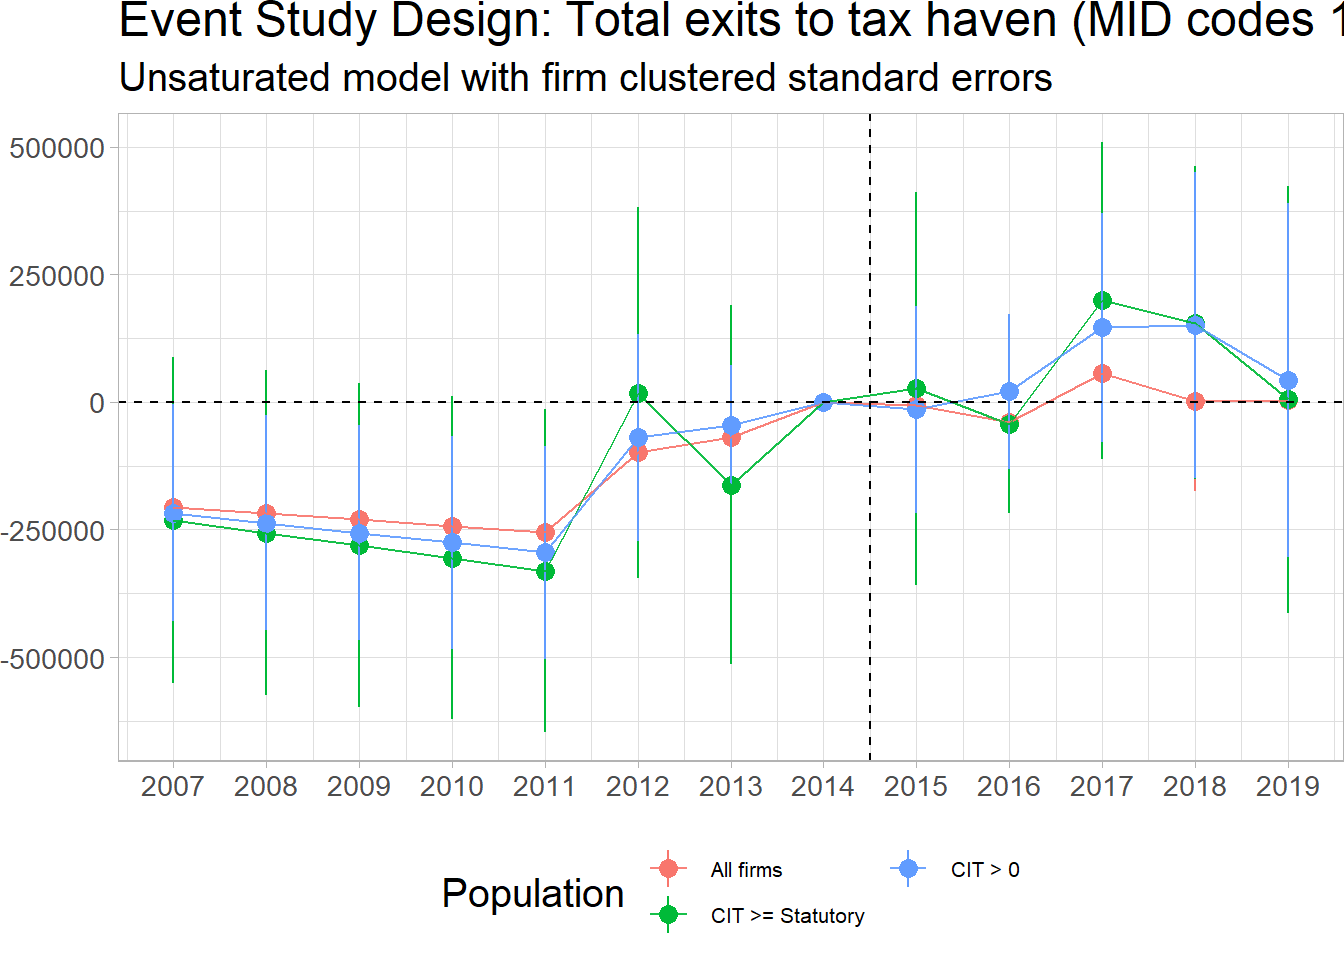 Event Study Design: Total exits to tax haven (MID codes 1
Unsaturated model with firm clustered standard errors
500000
250000
0
-250000
-500000
2007 2008 2009 2010 2011 2012 2013 2014 2015 2016 2017 2018 2019
Population
All firms
CIT > 0
CIT >= Statutory